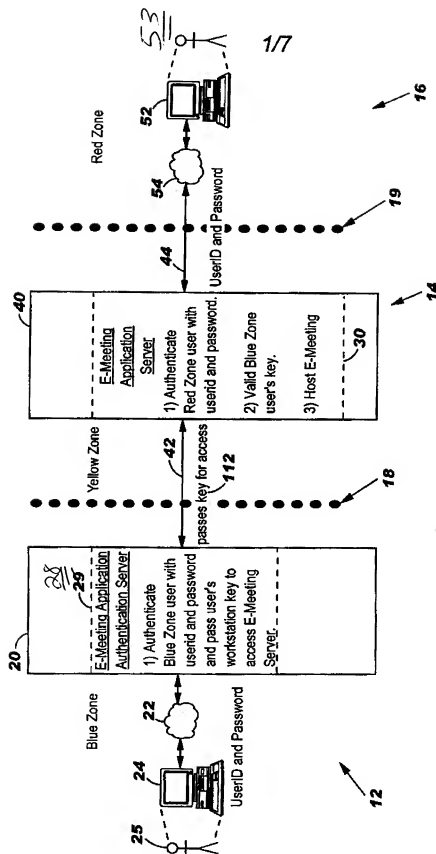 1/7
Blue Zone
Yellow Zone
Red Zone
20
28
29
E-Meeting Application
Authentication Server
1) Authenticate
Blue Zone user with
userid and password
and pass user's
workstation key to
access E-Meeting
Server.
22
24
25
UserID and Password
12
42
passes key for access
112
18
40
E-Meeting
Application
Server
1) Authenticate
Red Zone user with
userid and password.
2) Valid Blue Zone
user's key.
3) Host E-Meeting
30
14
44
UserID and Password
19
54
52
53
16